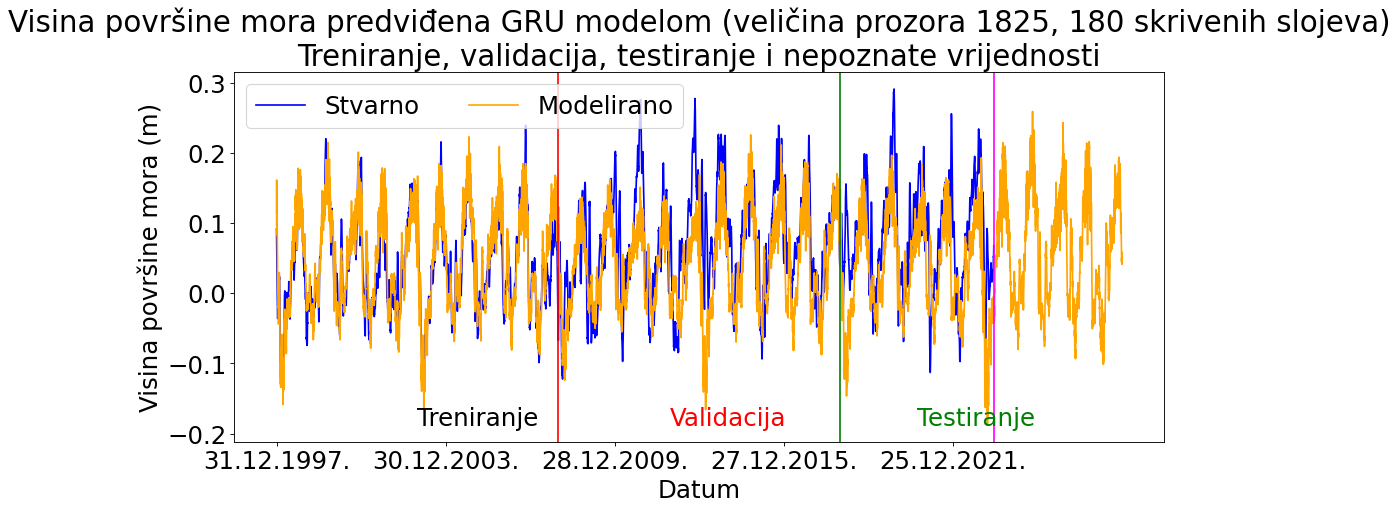 Visina površine mora predviđena GRU modelom (veličina prozora 1825, 180 skrivenih slojeva)
Treniranje, validacija, testiranje i nepoznate vrijednosti
Stvarno
Modelirano
Visina površine mora (m)
0.3
0.2
0.1
0.0
−0.1
−0.2
Treniranje
Validacija
Testiranje
31.12.1997.
30.12.2003.
28.12.2009.
27.12.2015.
25.12.2021.
Datum